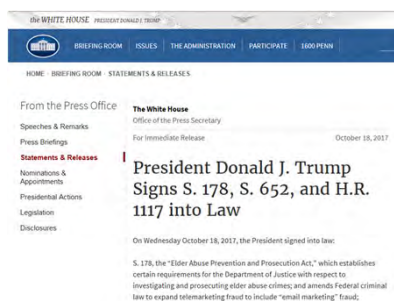 the WHITE HOUSE PRESIDENT DONALD J. TRUMP
BRIEFING ROOM ISSUES THE ADMINISTRATION PARTICIPATE 1600 PENN
HOME · BRIEFING ROOM · STATEMENTS & RELEASES
From the Press Office
Speeches & Remarks
Press Briefings
Statements & Releases
Nominations &
Appointments
Presidential Actions
Legislation
Disclosures
The White House
Office of the Press Secretary
For Immediate Release October 18, 2017
President Donald J. Trump
Signs S. 178, S. 652, and H.R.
1117 into Law
On Wednesday October 18, 2017, the President signed into law:
S. 178, the “Elder Abuse Prevention and Prosecution Act,” which establishes
certain requirements for the Department of Justice with respect to
investigating and prosecuting elder abuse crimes; and amends Federal criminal
law to expand telemarketing fraud to include “email marketing” fraud;